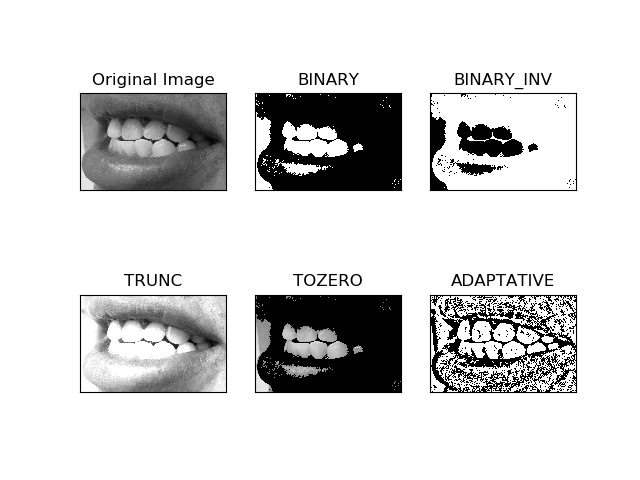 Original Image
BINARY
BINARY_INV
TRUNC
TOZERO
ADAPTATIVE